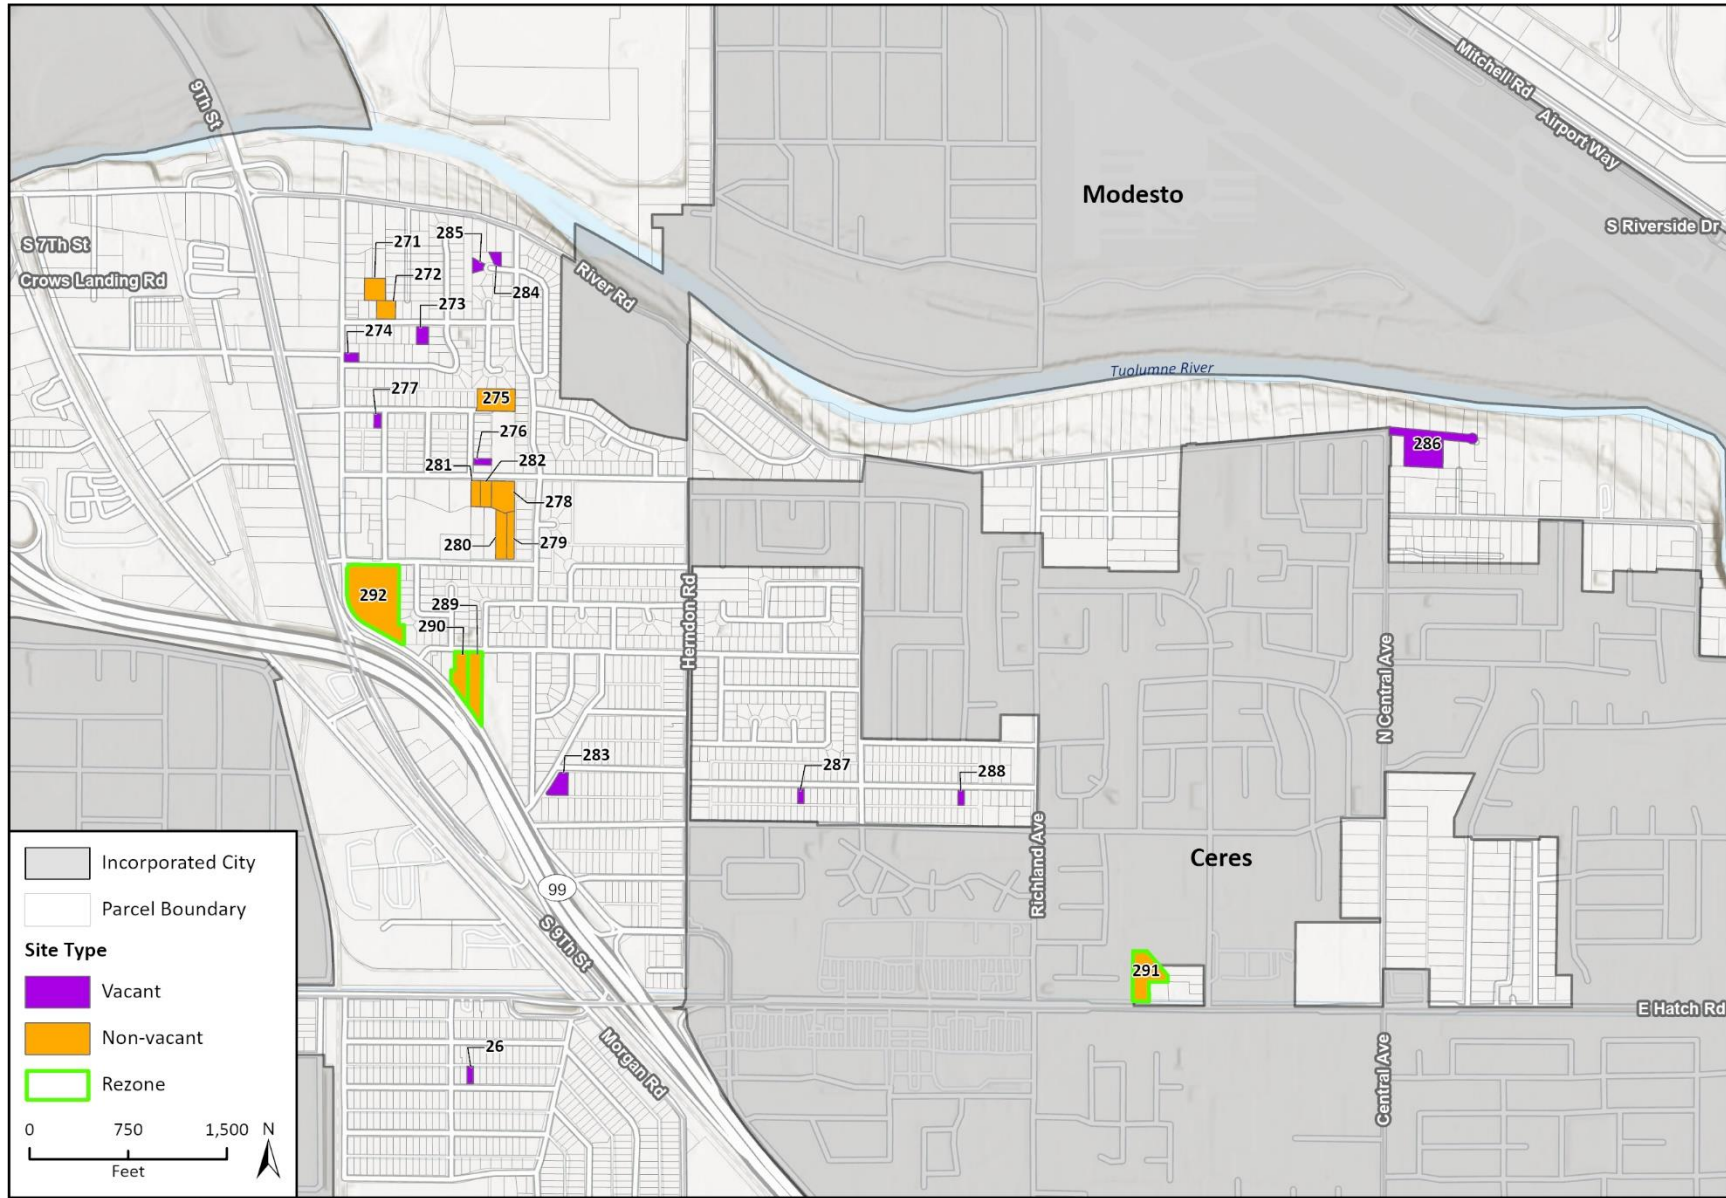 9Th St
Mitchell Rd
Airport Way
Modesto
S Riverside Dr
S 7Th St
Crows Landing Rd
271
285
272
284
River Rd
273
274
Tuolumne River
277
275
276
286
281
282
278
280
279
292
289
290
Herndon Rd
N Central Ave
283
287
288
Richland Ave
Ceres
99
S 9Th St
291
E Hatch Rd
26
Morgan Rd
Central Ave
Incorporated City
Parcel Boundary
Site Type
Vacant
Non-vacant
Rezone
0 750 1,500 N
Feet